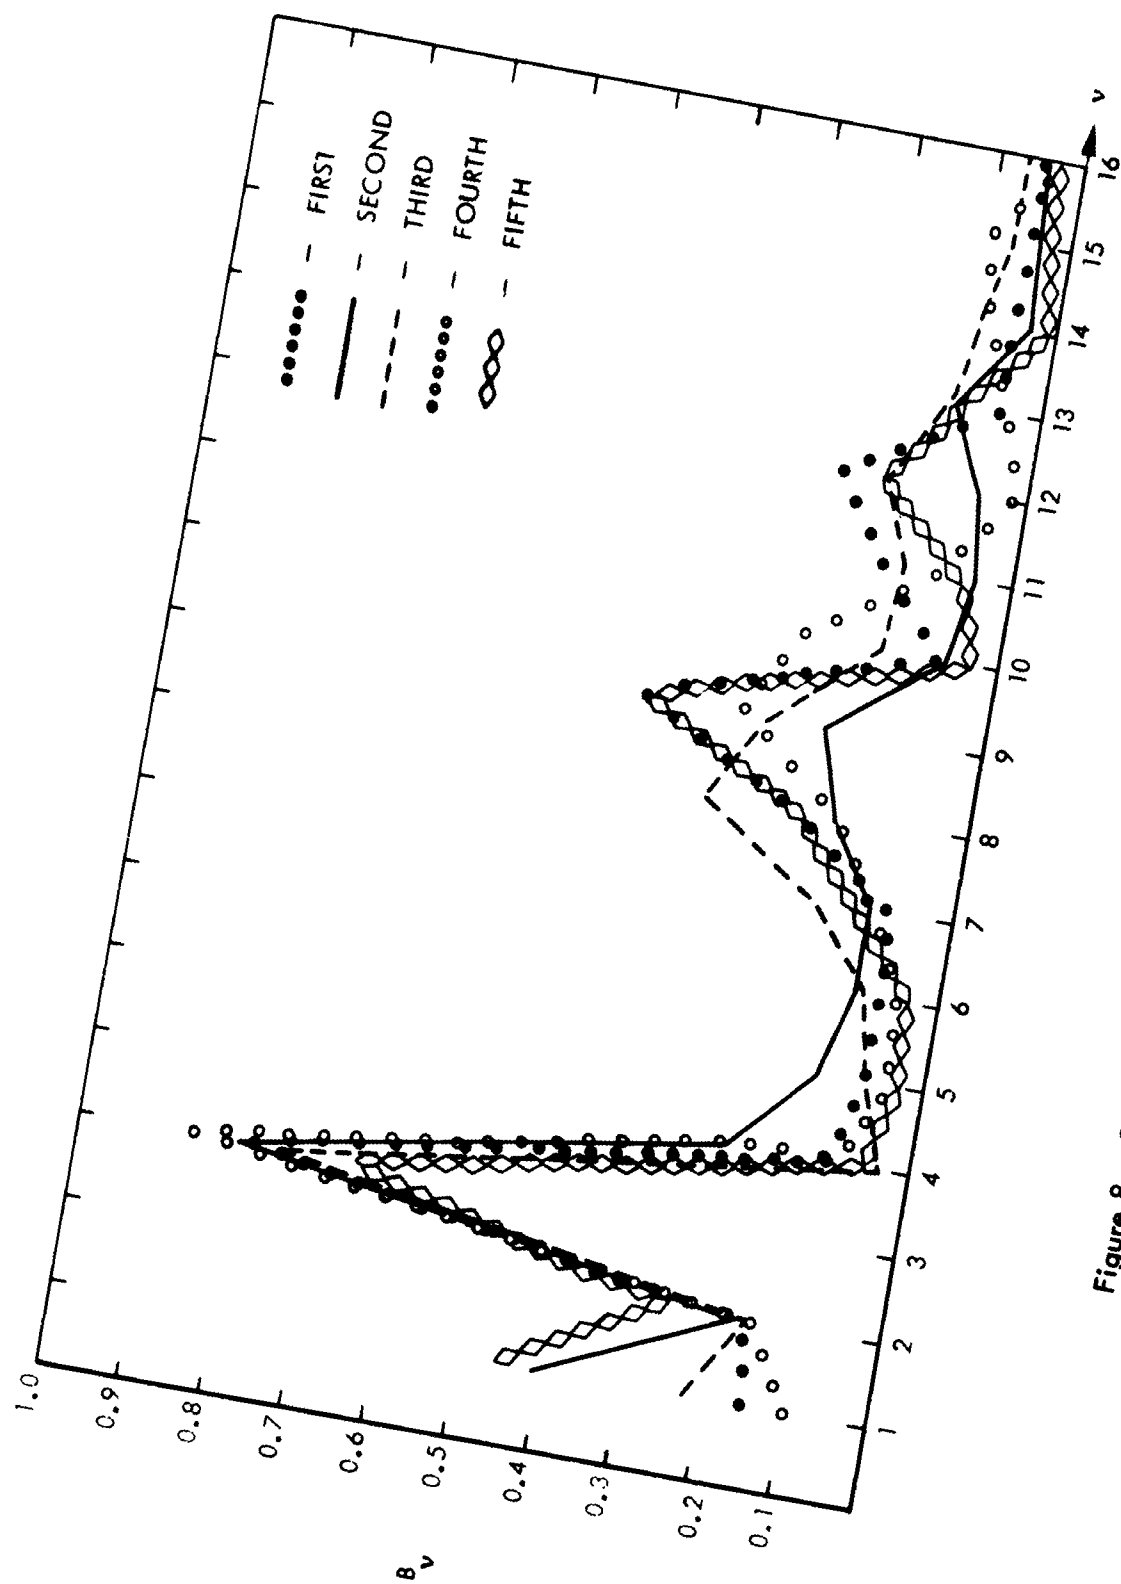 1.0
0.9
0.8
0.7
0.6
0.5
0.4
0.3
0.2
0.1
B ν
– FIRST
– SECOND
– THIRD
– FOURTH
– FIFTH
1 2 3 4 5 6 7 8 9 10 11 12 13 14 15 16 ν
Figure 8